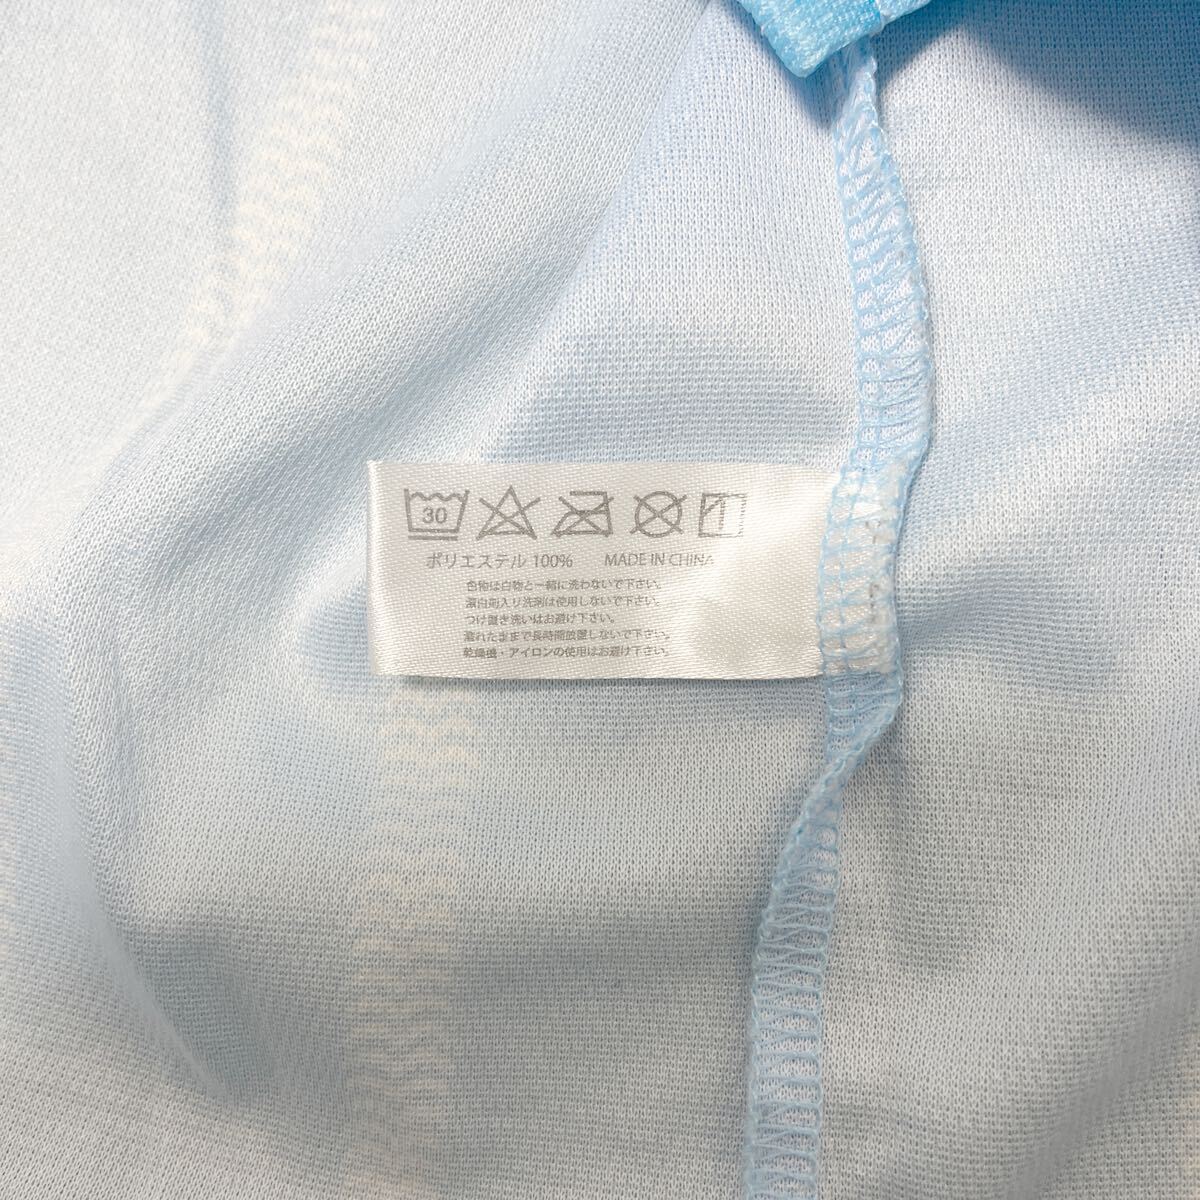 30
ポリエステル 100% MADE IN CHINA
色物は白物と一緒に洗わないで下さい。
漂白剤入り洗剤は使用しないで下さい。
つけ置き洗いはお避け下さい。
濡れたままで長時間放置しないで下さい。
乾燥機・アイロンの使用はお避け下さい。